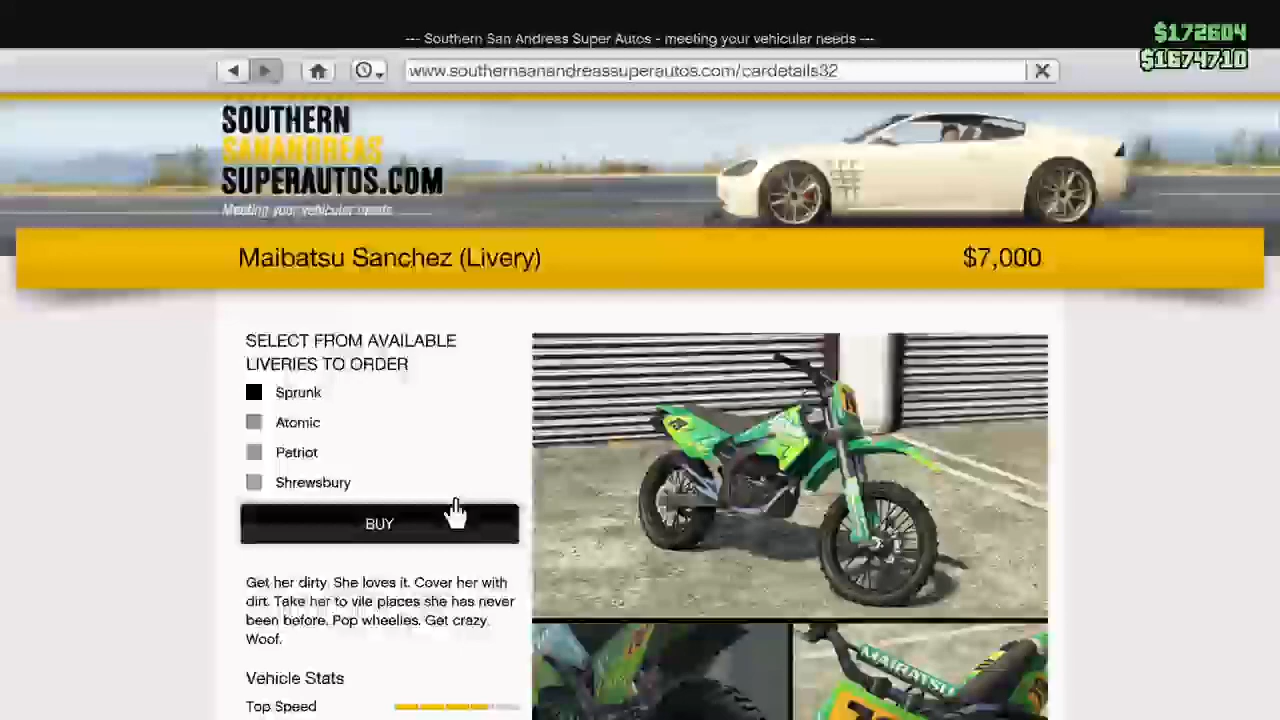 --- Southern San Andreas Super Autos - meeting your vehicular needs ---
$172604
$1674710
www.southernsanandreassuperautos.com/cardetails32
SOUTHERN
SANANDREAS
SUPERAUTOS.COM
Meeting your vehicular needs
Maibatsu Sanchez (Livery)
$7,000
SELECT FROM AVAILABLE
LIVERIES TO ORDER
Sprunk
Atomic
Patriot
Shrewsbury
BUY
Get her dirty. She loves it. Cover her with
dirt. Take her to vile places she has never
been before. Pop wheelies. Get crazy.
Woof.
Vehicle Stats
Top Speed
MAIBATSU